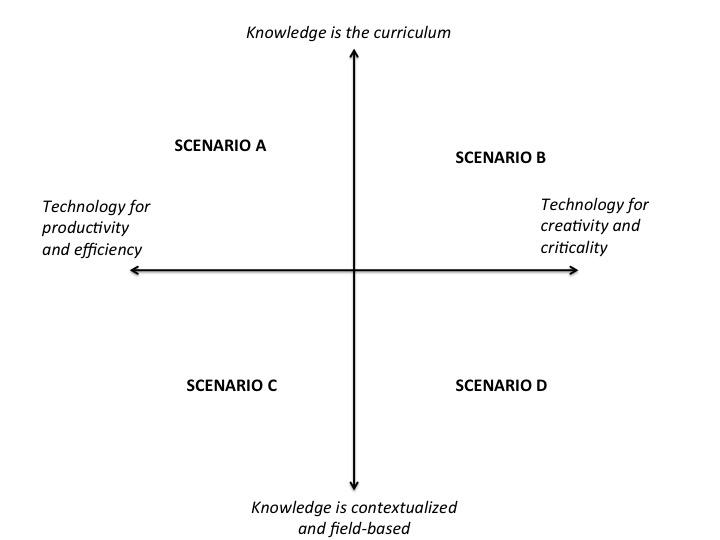 Knowledge is the curriculum
SCENARIO A
SCENARIO B
Technology for
productivity
and efficiency
Technology for
creativity and
criticality
SCENARIO C
SCENARIO D
Knowledge is contextualized
and field-based